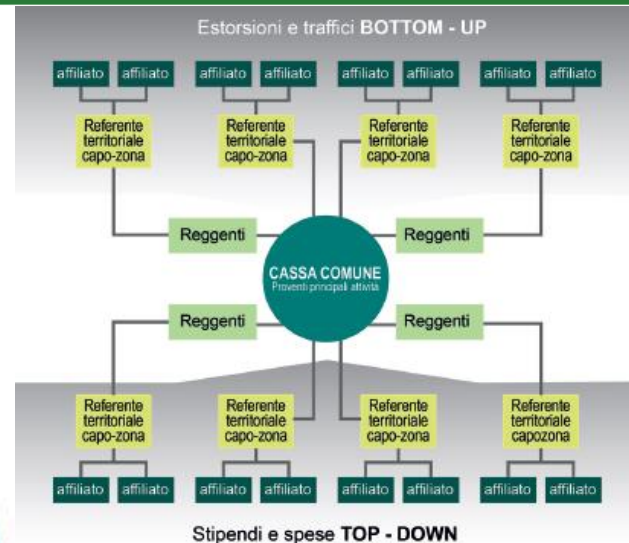 Estorsioni e traffici BOTTOM - UP
affiliato affiliato affiliato affiliato affiliato affiliato affiliato affiliato
Referente
territoriale
capo-zona
Referente
territoriale
capo-zona
Referente
territoriale
capo-zona
Referente
territoriale
capo-zona
Reggenti
Reggenti
CASSA COMUNE
Proventi principali attività
Reggenti
Reggenti
Referente
territoriale
capo-zona
Referente
territoriale
capo-zona
Referente
territoriale
capo-zona
Referente
territoriale
capozona
affiliato affiliato affiliato affiliato affiliato affiliato affiliato affiliato
Stipendi e spese TOP - DOWN